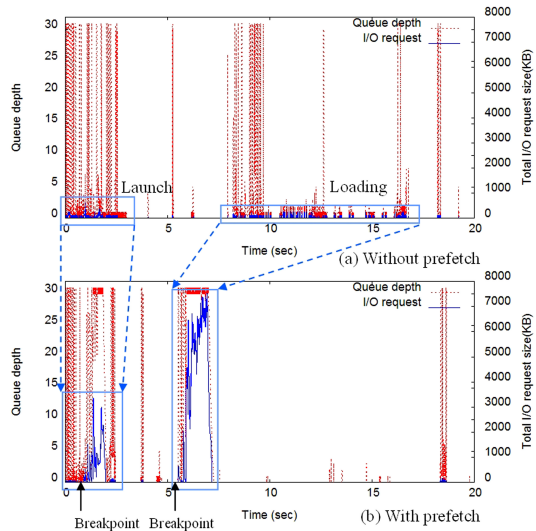 Queue depth
I/O request
30
25
20
15
10
5
0
Queue depth
8000
7000
6000
5000
4000
3000
2000
1000
0
Total I/O request size(KB)
Launch
Loading
0
5
10
15
20
Time (sec)
(a) Without prefetch
Queue depth
I/O request
30
25
20
15
10
5
0
Queue depth
8000
7000
6000
5000
4000
3000
2000
1000
0
Total I/O request size(KB)
0
5
10
15
20
Time (sec)
(b) With prefetch
Breakpoint
Breakpoint